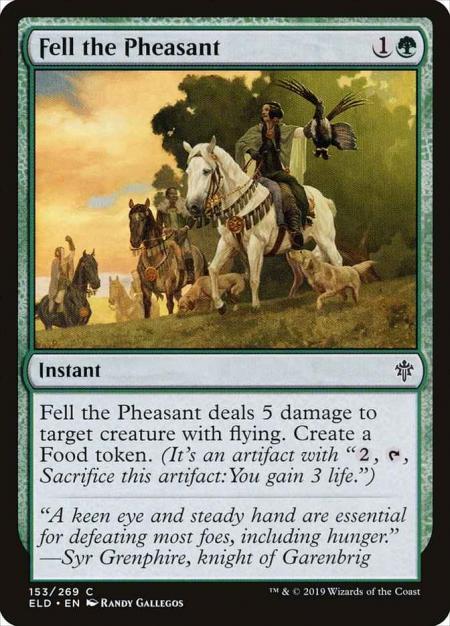 Fell the Pheasant 1
Instant
Fell the Pheasant deals 5 damage to
target creature with flying. Create a
Food token. (It's an artifact with “2, ,
Sacrifice this artifact: You gain 3 life.”)
“A keen eye and steady hand are essential
for defeating most foes, including hunger.”
—Syr Grenphire, knight of Garenbrig
153/269 C
ELD • EN Randy Gallegos
™ & © 2019 Wizards of the Coast